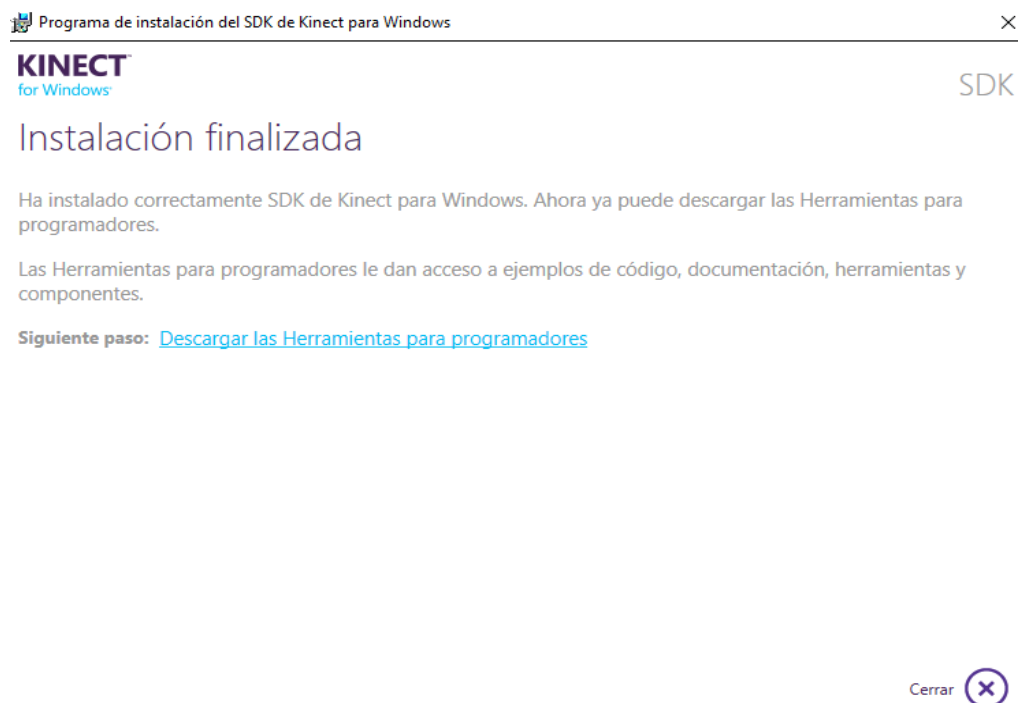 Programa de instalación del SDK de Kinect para Windows
KINECT™
for Windows
SDK
Instalación finalizada
Ha instalado correctamente SDK de Kinect para Windows. Ahora ya puede descargar las Herramientas para
programadores.
Las Herramientas para programadores le dan acceso a ejemplos de código, documentación, herramientas y
componentes.
Siguiente paso: Descargar las Herramientas para programadores
Cerrar